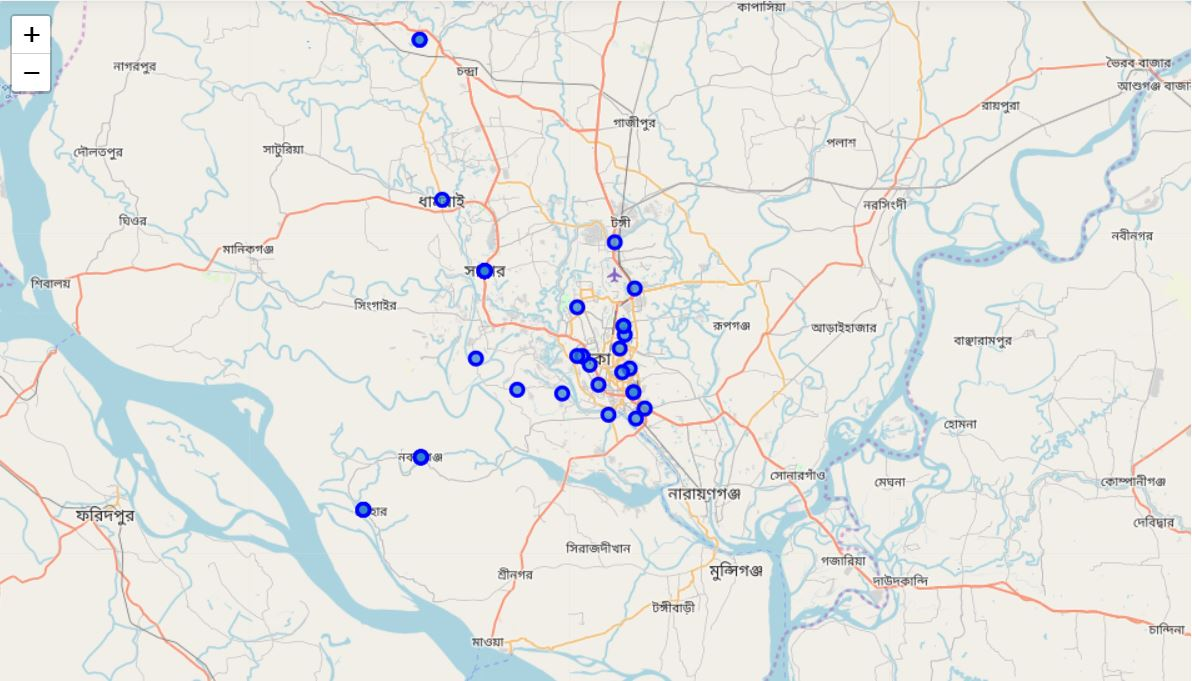 +
−
কাপাসিয়া
নাগরপুর
চন্দ্রা
ভৈরব বাজার
আশুগঞ্জ বাজার
রায়পুরা
গাজীপুর
পলাশ
দৌলতপুর
সাটুরিয়া
নরসিংদী
ঘিওর
টঙ্গী
নবীনগর
মানিকগঞ্জ
শিবালয়
সিংগাইর
রূপগঞ্জ
আড়াইহাজার
বাঞ্ছারামপুর
হোমনা
সোনারগাঁও
মেঘনা
কোম্পানীগঞ্জ
নারায়ণগঞ্জ
ফরিদপুর
দেবিদ্বার
সিরাজদীখান
গজারিয়া
শ্রীনগর
মুন্সিগঞ্জ
দাউদকান্দি
টঙ্গীবাড়ী
চান্দিনা
মাওয়া